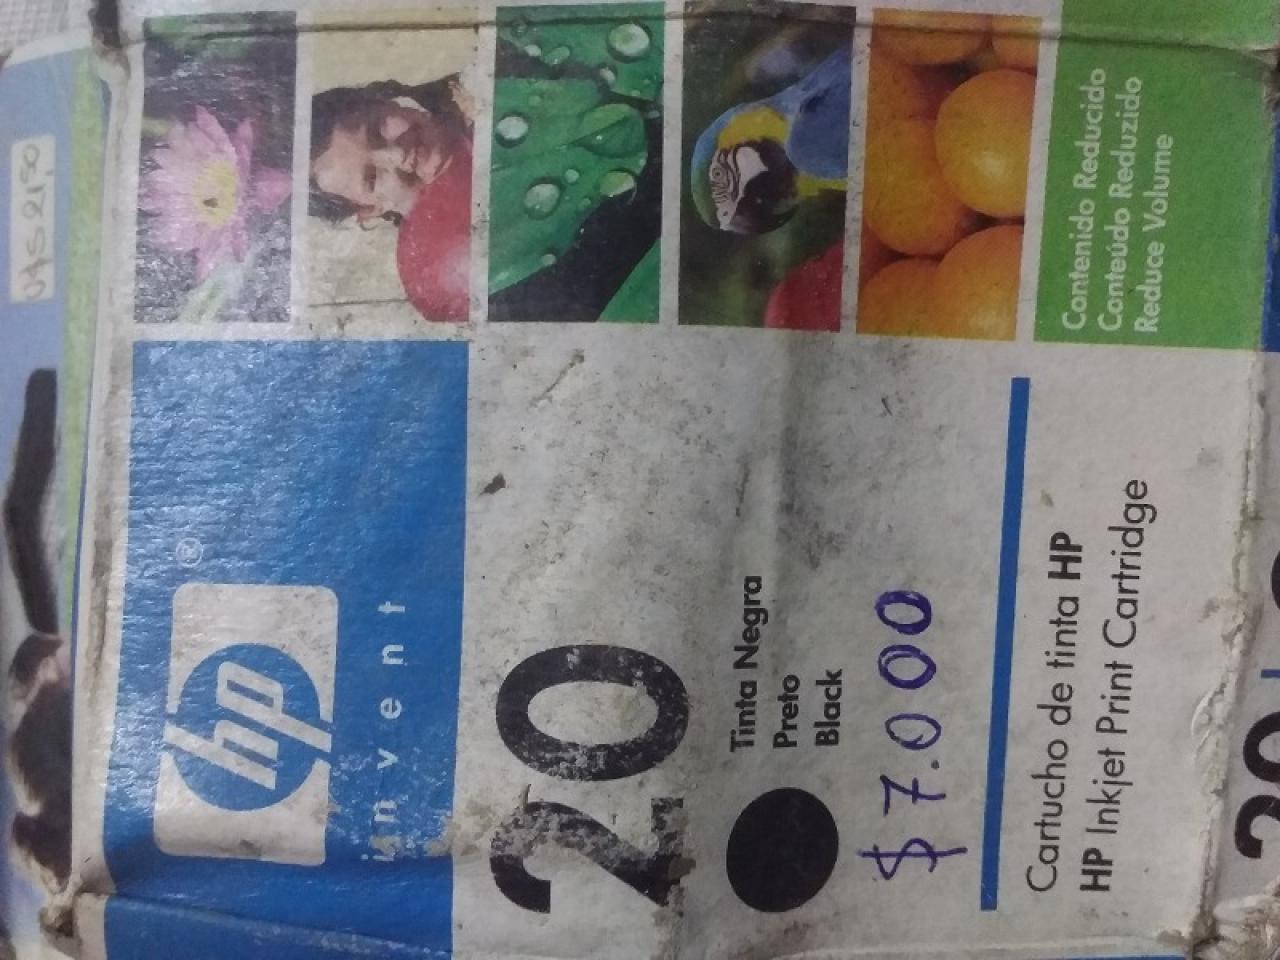 Contenido Reducido
Conteúdo Reduzido
Reduce Volume
hp®
invent
20
Tinta Negra
Preto
Black
$ 7.000
Cartucho de tinta HP
HP Inkjet Print Cartridge